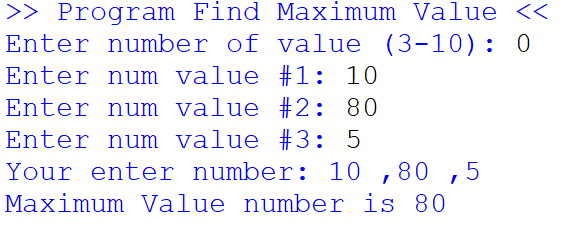 >> Program Find Maximum Value <<
Enter number of value (3-10): 0
Enter num value #1: 10
Enter num value #2: 80
Enter num value #3: 5
Your enter number: 10 ,80 ,5
Maximum Value number is 80